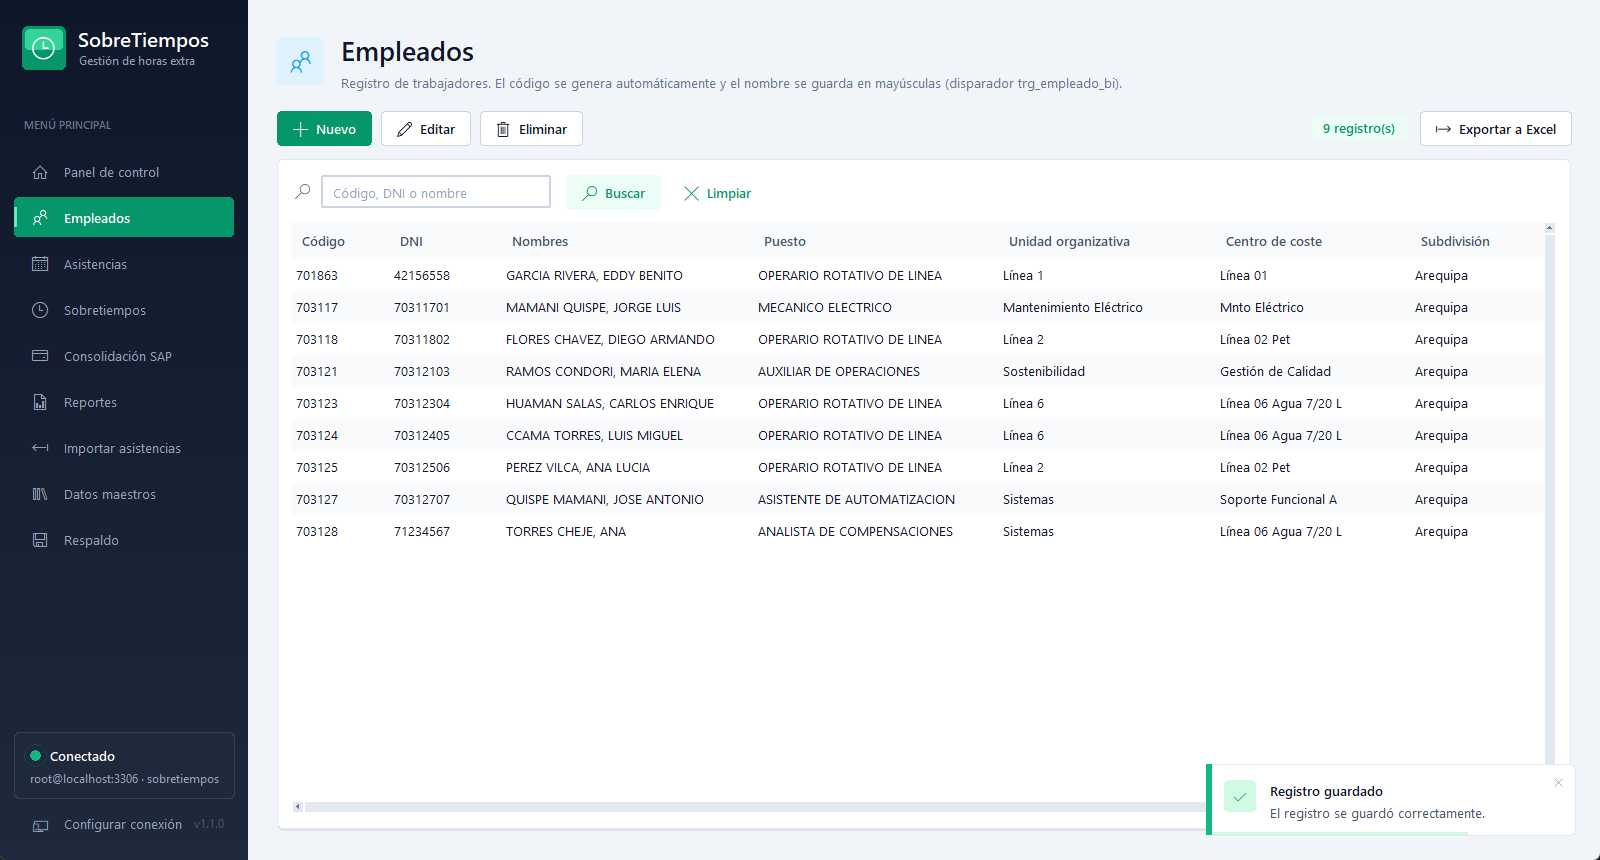 SobreTiempos
Gestión de horas extra
MENÚ PRINCIPAL
Panel de control
Empleados
Asistencias
Sobretiempos
Consolidación SAP
Reportes
Importar asistencias
Datos maestros
Respaldo
Conectado
root@localhost:3306 · sobretiempos
Configurar conexión v1.1.0
Empleados
Registro de trabajadores. El código se genera automáticamente y el nombre se guarda en mayúsculas (disparador trg_empleado_bi).
Nuevo Editar Eliminar 9 registro(s) Exportar a Excel
Código, DNI o nombre Buscar Limpiar
Código DNI Nombres Puesto Unidad organizativa Centro de coste Subdivisión
701863 42156558 GARCIA RIVERA, EDDY BENITO OPERARIO ROTATIVO DE LINEA Línea 1 Línea 01 Arequipa
703117 70311701 MAMANI QUISPE, JORGE LUIS MECANICO ELECTRICO Mantenimiento Eléctrico Mnto Eléctrico Arequipa
703118 70311802 FLORES CHAVEZ, DIEGO ARMANDO OPERARIO ROTATIVO DE LINEA Línea 2 Línea 02 Pet Arequipa
703121 70312103 RAMOS CONDORI, MARIA ELENA AUXILIAR DE OPERACIONES Sostenibilidad Gestión de Calidad Arequipa
703123 70312304 HUAMAN SALAS, CARLOS ENRIQUE OPERARIO ROTATIVO DE LINEA Línea 6 Línea 06 Agua 7/20 L Arequipa
703124 70312405 CCAMA TORRES, LUIS MIGUEL OPERARIO ROTATIVO DE LINEA Línea 6 Línea 06 Agua 7/20 L Arequipa
703125 70312506 PEREZ VILCA, ANA LUCIA OPERARIO ROTATIVO DE LINEA Línea 2 Línea 02 Pet Arequipa
703127 70312707 QUISPE MAMANI, JOSE ANTONIO ASISTENTE DE AUTOMATIZACION Sistemas Soporte Funcional A Arequipa
703128 71234567 TORRES CHEJE, ANA ANALISTA DE COMPENSACIONES Sistemas Línea 06 Agua 7/20 L Arequipa
Registro guardado
El registro se guardó correctamente.